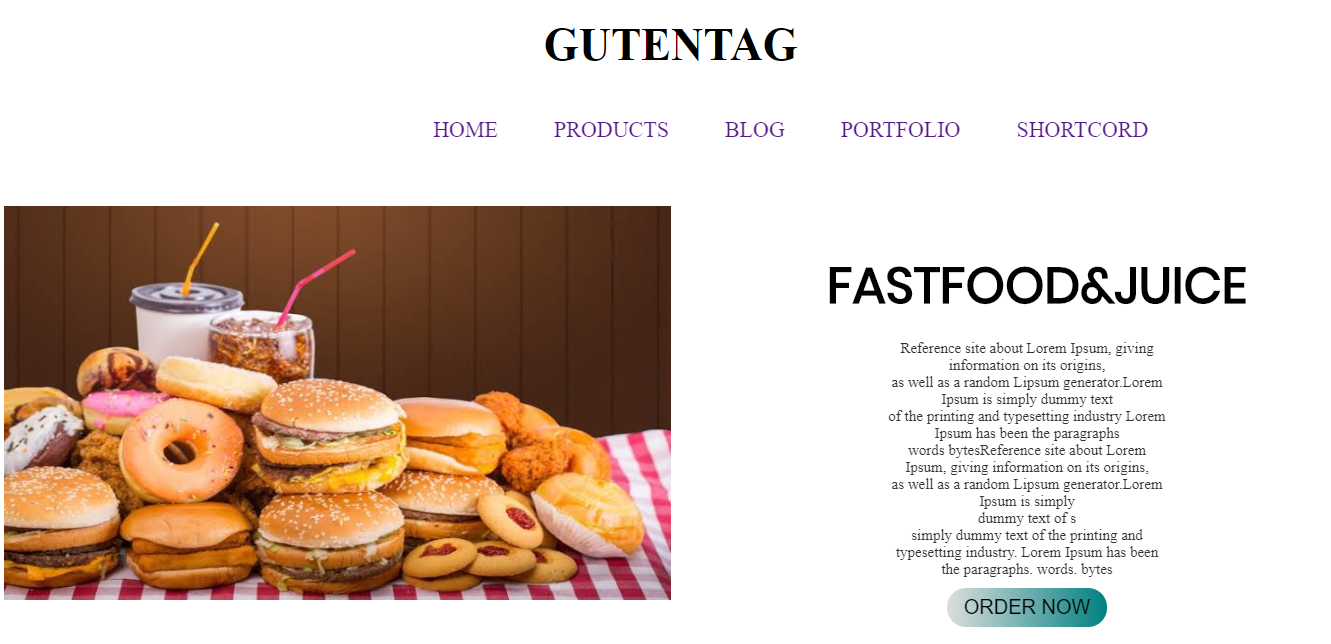 GUTENTAG
HOME PRODUCTS BLOG PORTFOLIO SHORTCORD
FASTFOOD&JUICE
Reference site about Lorem Ipsum, giving
information on its origins,
as well as a random Lipsum generator.Lorem
Ipsum is simply dummy text
of the printing and typesetting industry Lorem
Ipsum has been the paragraphs
words bytesReference site about Lorem
Ipsum, giving information on its origins,
as well as a random Lipsum generator.Lorem
Ipsum is simply
dummy text of s
simply dummy text of the printing and
typesetting industry. Lorem Ipsum has been
the paragraphs. words. bytes
ORDER NOW